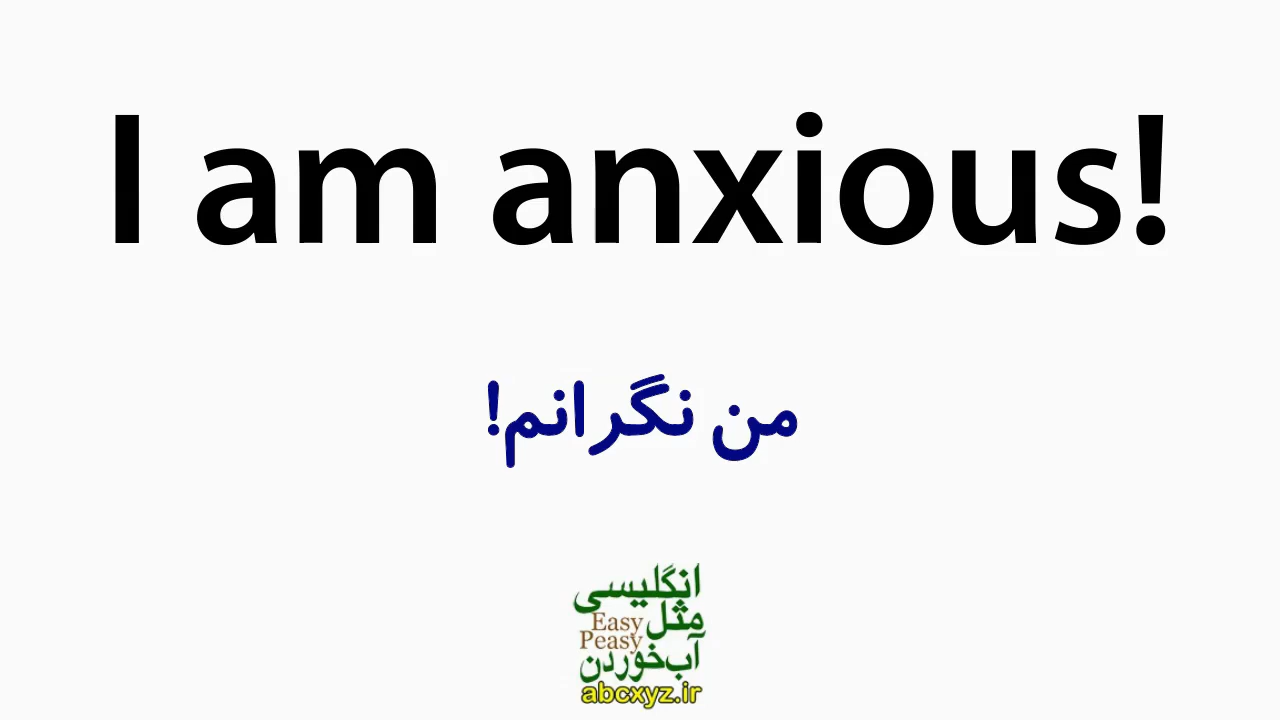 I am anxious!
من نگرانم!
انگلیسی
مثل Easy
Peasy
آب‌خوردن
abcxyz.ir